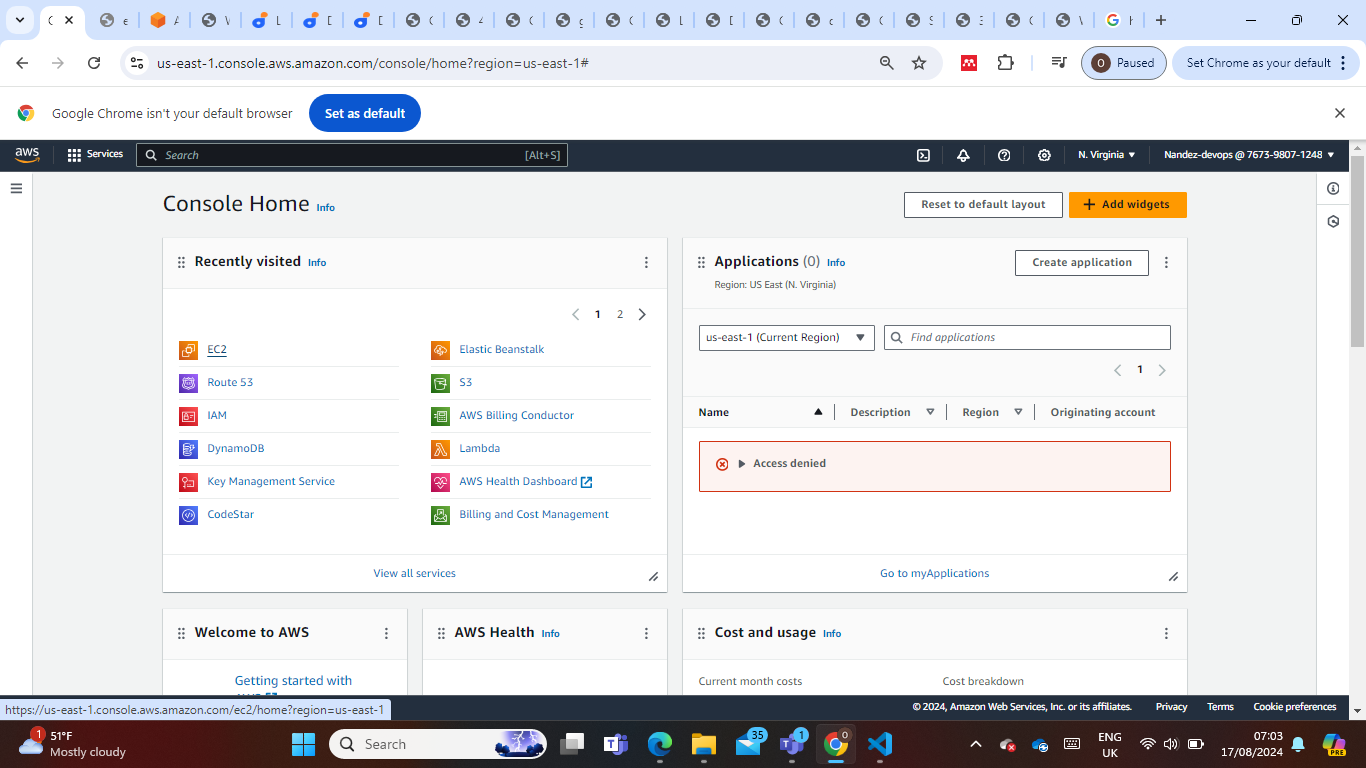 us-east-1.console.aws.amazon.com/console/home?region=us-east-1#
Paused
Set Chrome as your default
Google Chrome isn't your default browser
Set as default
aws
Services
Search
[Alt+S]
N. Virginia
Nandez-devops @ 7673-9807-1248
Console Home Info
Reset to default layout
Add widgets
Recently visited Info
1 2
EC2
Route 53
IAM
DynamoDB
Key Management Service
CodeStar
Elastic Beanstalk
S3
AWS Billing Conductor
Lambda
AWS Health Dashboard
Billing and Cost Management
View all services
Applications (0) Info
Region: US East (N. Virginia)
Create application
us-east-1 (Current Region)
Find applications
1
Name
Description
Region
Originating account
Access denied
Go to myApplications
Welcome to AWS
Getting started with
AWS Health Info
Cost and usage Info
Current month costs
Cost breakdown
https://us-east-1.console.aws.amazon.com/ec2/home?region=us-east-1
© 2024, Amazon Web Services, Inc. or its affiliates.
Privacy
Terms
Cookie preferences
1
51°F
Mostly cloudy
Search
35
1
0
ENG
UK
07:03
17/08/2024
PRE